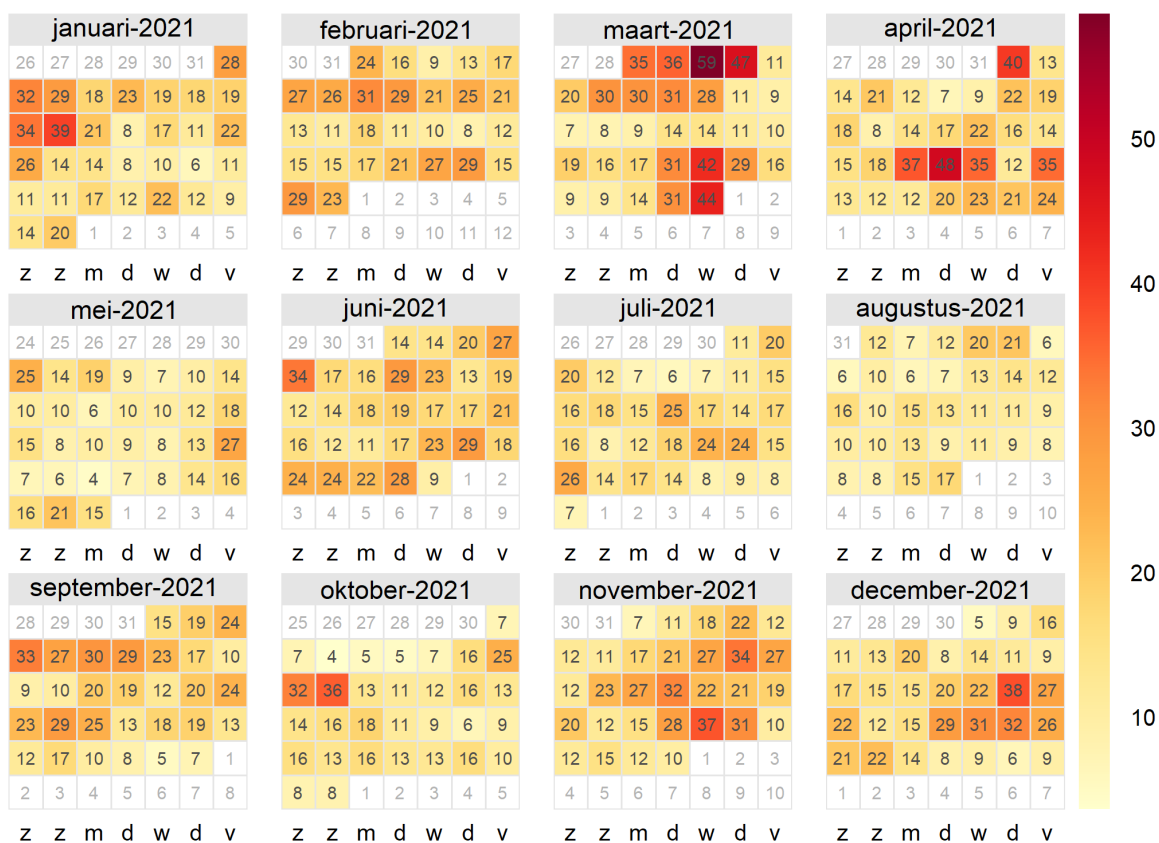 januari-2021 februari-2021 maart-2021 april-2021
26 27 28 29 30 31 28 30 31 24 16 9 13 17 27 28 35 36 59 47 11 28 29 30 31 40 13
32 29 18 23 19 18 19 27 26 31 29 21 25 21 20 30 30 31 28 11 9 14 21 12 7 9 22 19
34 39 21 8 17 11 22 13 11 18 11 10 8 12 7 8 9 14 14 11 10 18 8 14 17 22 16 14
50
26 14 14 8 10 6 11 15 15 17 21 27 29 15 19 16 17 31 42 29 16 15 18 37 48 35 12 35
11 11 17 12 22 12 9 29 23 1 2 3 4 5 9 9 14 31 44 1 2 13 12 12 20 23 21 24
14 20 1 2 3 4 5 6 7 8 9 10 11 12 3 4 5 6 7 8 9 1 2 3 4 5 6 7
z z m d w d v z z m d w d v z z m d w d v z z m d w d v
40
mei-2021 juni-2021 juli-2021 augustus-2021
24 25 26 27 28 29 30 29 30 31 14 14 20 27 26 27 28 29 30 11 20 31 12 7 12 20 21 6
25 14 19 9 7 10 14 34 17 16 29 23 13 19 20 12 7 6 7 11 15 6 10 6 7 13 14 12
10 10 6 10 10 12 18 12 14 18 19 17 17 21 16 18 15 25 17 14 17 16 10 15 13 11 11 9
30
15 8 10 9 8 13 27 16 12 11 17 23 29 18 16 8 12 18 24 24 15 10 10 13 9 11 9 8
7 6 4 7 8 14 16 24 24 22 28 9 1 2 26 14 17 14 8 9 8 8 8 15 17 1 2 3
16 21 15 1 2 3 4 3 4 5 6 7 8 9 7 1 2 3 4 5 6 4 5 6 7 8 9 10
z z m d w d v z z m d w d v z z m d w d v z z m d w d v
20
september-2021 oktober-2021 november-2021 december-2021
28 29 30 31 15 19 24 25 26 27 28 29 30 7 30 31 7 11 18 22 12 27 28 29 30 5 9 16
33 27 30 29 23 17 10 7 4 5 5 7 16 25 12 11 17 21 27 34 27 11 13 20 8 14 11 9
9 10 20 19 12 20 24 32 36 13 11 12 16 13 12 23 27 32 22 21 19 17 15 15 20 22 38 27
10
23 29 25 13 18 19 13 14 16 18 11 9 6 9 20 12 15 28 37 31 10 22 12 15 29 31 32 26
12 17 10 8 5 7 1 16 13 16 13 13 16 10 12 15 12 10 1 2 3 21 22 14 8 9 6 9
2 3 4 5 6 7 8 8 8 1 2 3 4 5 4 5 6 7 8 9 10 1 2 3 4 5 6 7
z z m d w d v z z m d w d v z z m d w d v z z m d w d v